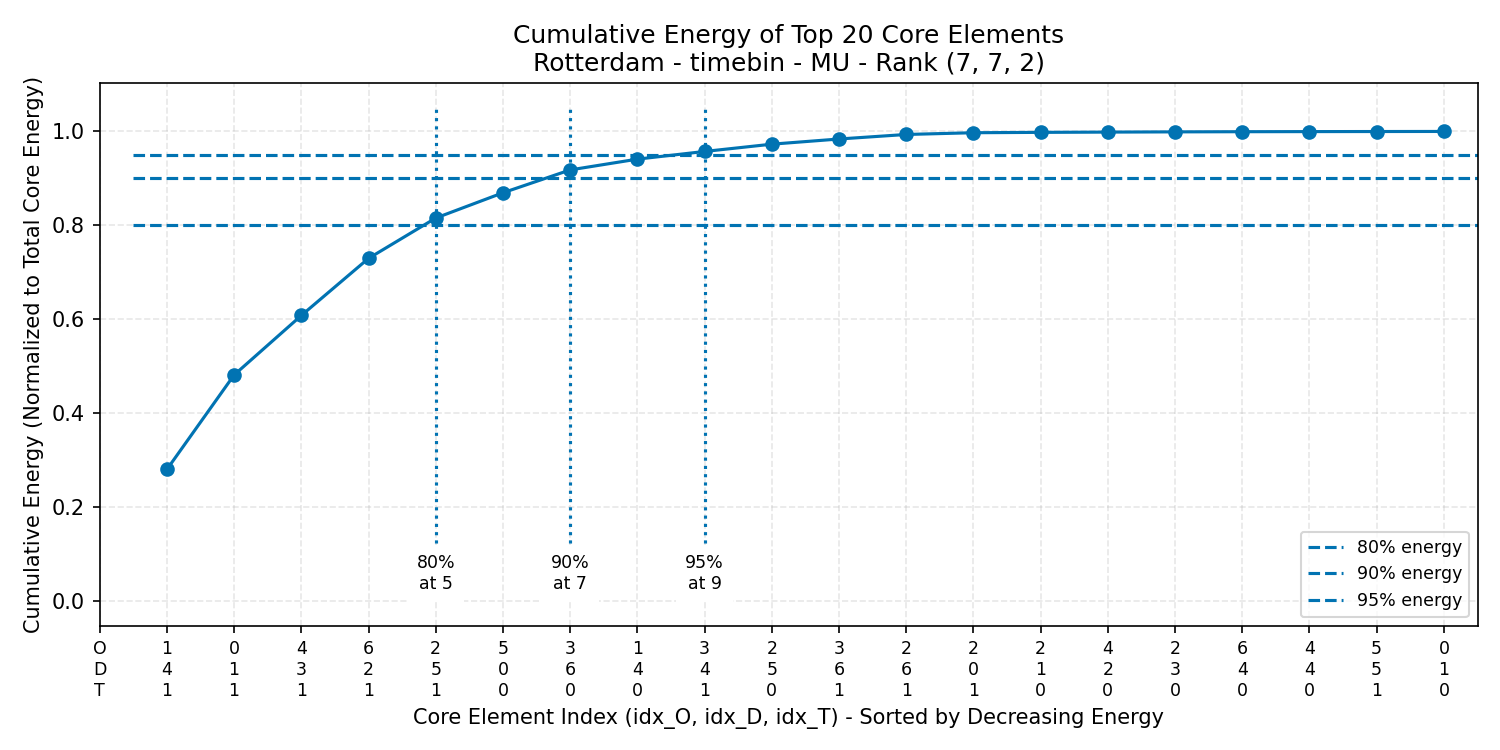 Cumulative Energy of Top 20 Core Elements
Rotterdam - timebin - MU - Rank (7, 7, 2)
Cumulative Energy (Normalized to Total Core Energy)
1.0
0.8
0.6
0.4
0.2
0.0
80%
at 5
90%
at 7
95%
at 9
80% energy
90% energy
95% energy
O 1 0 4 6 2 5 3 1 3 2 3 2 2 2 4 2 6 4 5 0
D 4 1 3 2 5 0 6 4 4 5 6 6 0 1 2 3 4 4 5 1
T 1 1 1 1 1 0 0 0 1 0 1 1 1 0 0 0 0 0 1 0
Core Element Index (idx_O, idx_D, idx_T) - Sorted by Decreasing Energy